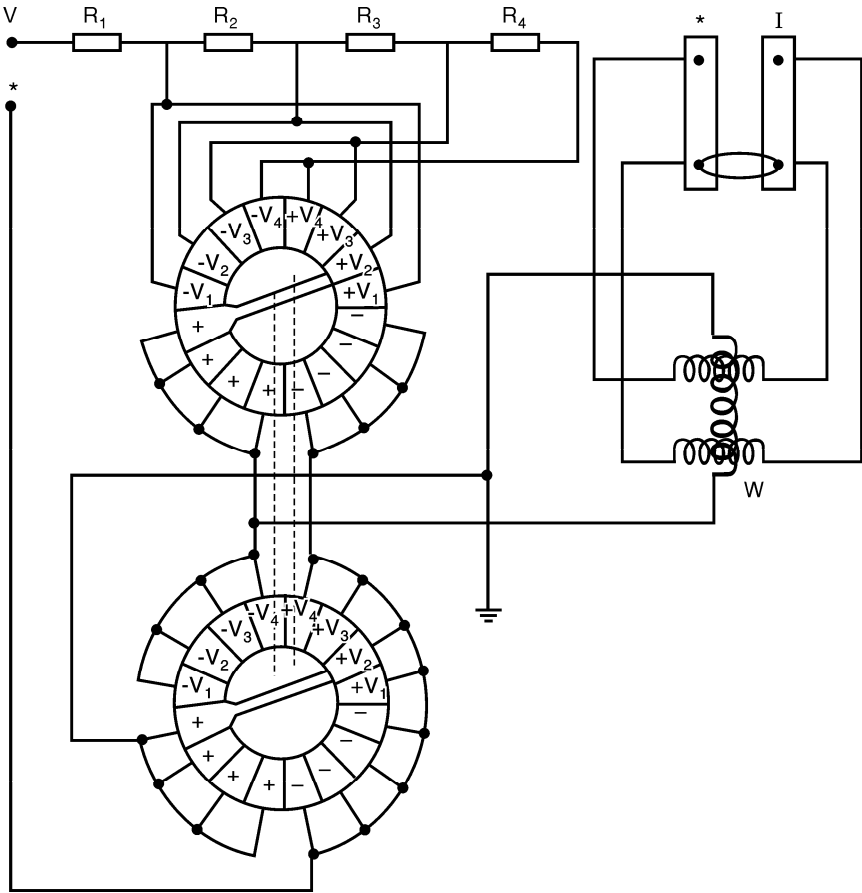 V R1 R2 R3 R4 * I
*
-V4 +V4
-V3 +V3
-V2 +V2
-V1 +V1
+ −
+ −
+ −
+ −
W
-V4 +V4
-V3 +V3
-V2 +V2
-V1 +V1
+ −
+ −
+ −
+ −